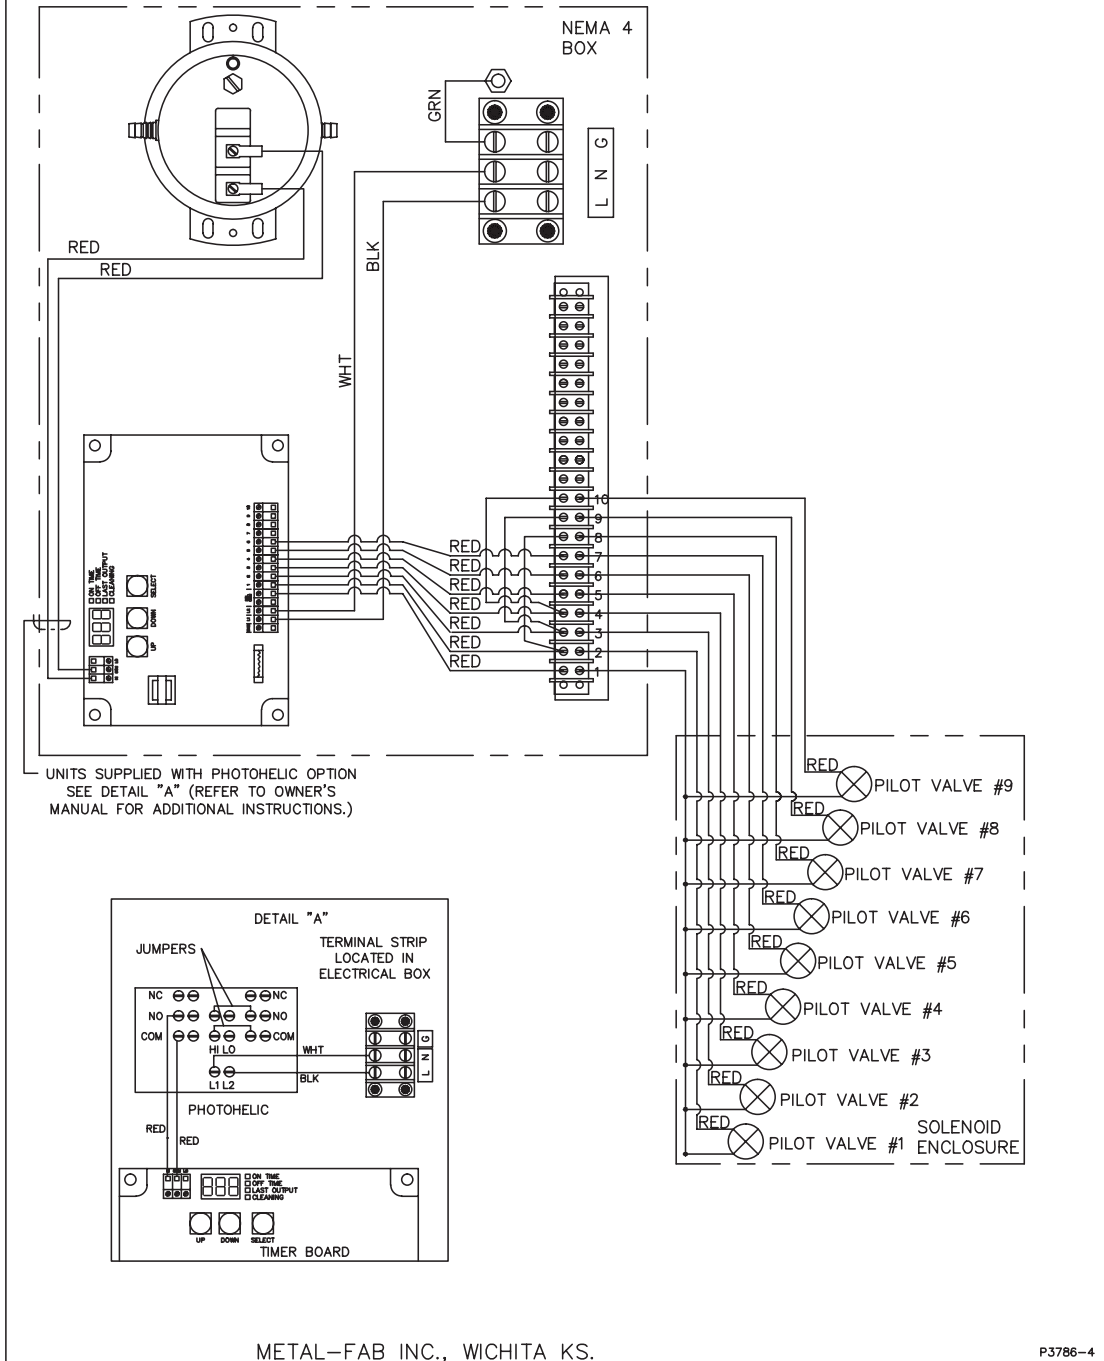 NEMA 4
BOX
GRN
L N G
RED
RED
BLK
WHT
10
9
8
7
6
5
4
3
2
1
RED
RED
RED
RED
RED
RED
RED
ON TIME
OFF TIME
LAST OUTPUT
CLEANING
SELECT
DOWN
UP
UNITS SUPPLIED WITH PHOTOHELIC OPTION
SEE DETAIL "A" (REFER TO OWNER'S
MANUAL FOR ADDITIONAL INSTRUCTIONS.)
RED
PILOT VALVE #9
RED
PILOT VALVE #8
RED
PILOT VALVE #7
RED
PILOT VALVE #6
RED
PILOT VALVE #5
RED
PILOT VALVE #4
RED
PILOT VALVE #3
RED
PILOT VALVE #2
RED
PILOT VALVE #1
SOLENOID
ENCLOSURE
DETAIL "A"
JUMPERS
TERMINAL STRIP
LOCATED IN
ELECTRICAL BOX
NC NC
NO NO
COM COM
HI LO
L1 L2
WHT
BLK
L N G
PHOTOHELIC
RED
RED
ON TIME
OFF TIME
LAST OUTPUT
CLEANING
UP DOWN SELECT
TIMER BOARD
METAL-FAB INC., WICHITA KS.
P3786-4